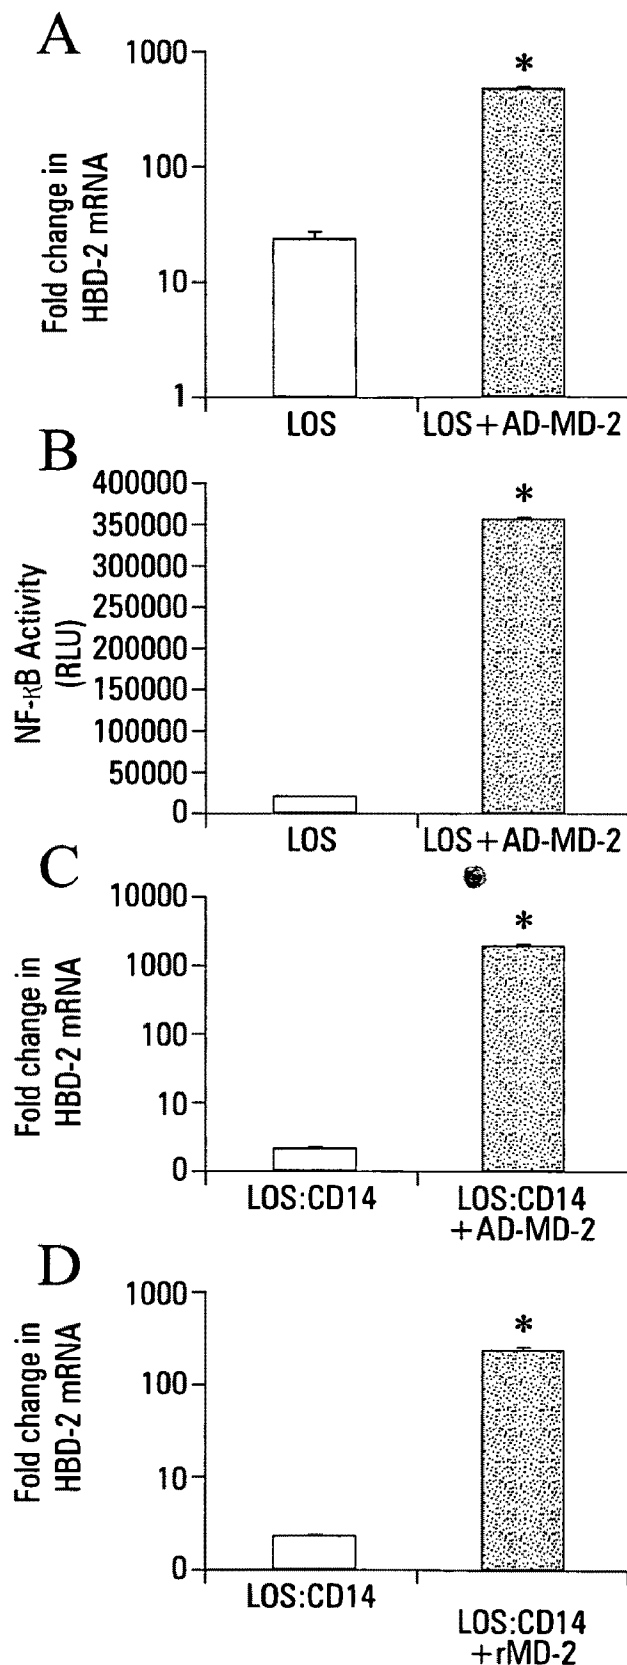 A
1000
100
10
1
Fold change in
HBD-2 mRNA
*
LOS
LOS+AD-MD-2
B
400000
350000
300000
250000
200000
150000
100000
50000
0
NF-κB Activity
(RLU)
*
LOS
LOS+AD-MD-2
C
10000
1000
100
10
0
Fold change in
HBD-2 mRNA
*
LOS:CD14
LOS:CD14
+AD-MD-2
D
1000
100
10
0
Fold change in
HBD-2 mRNA
*
LOS:CD14
LOS:CD14
+rMD-2